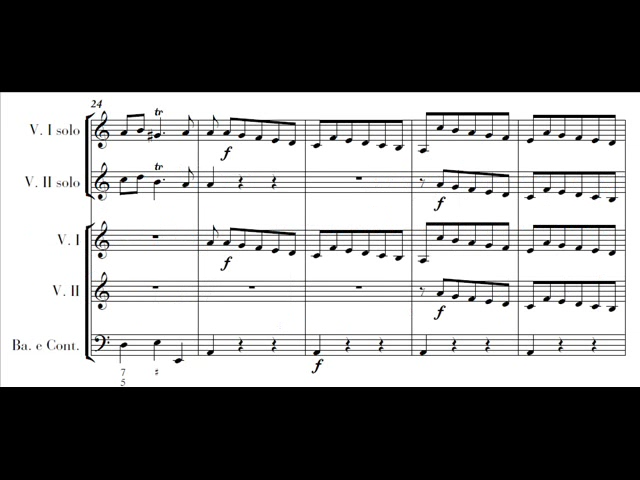 24
V. I solo
tr
f
V. II solo
tr
f
V. I
f
V. II
f
Ba. e Cont.
f
7
♯
5